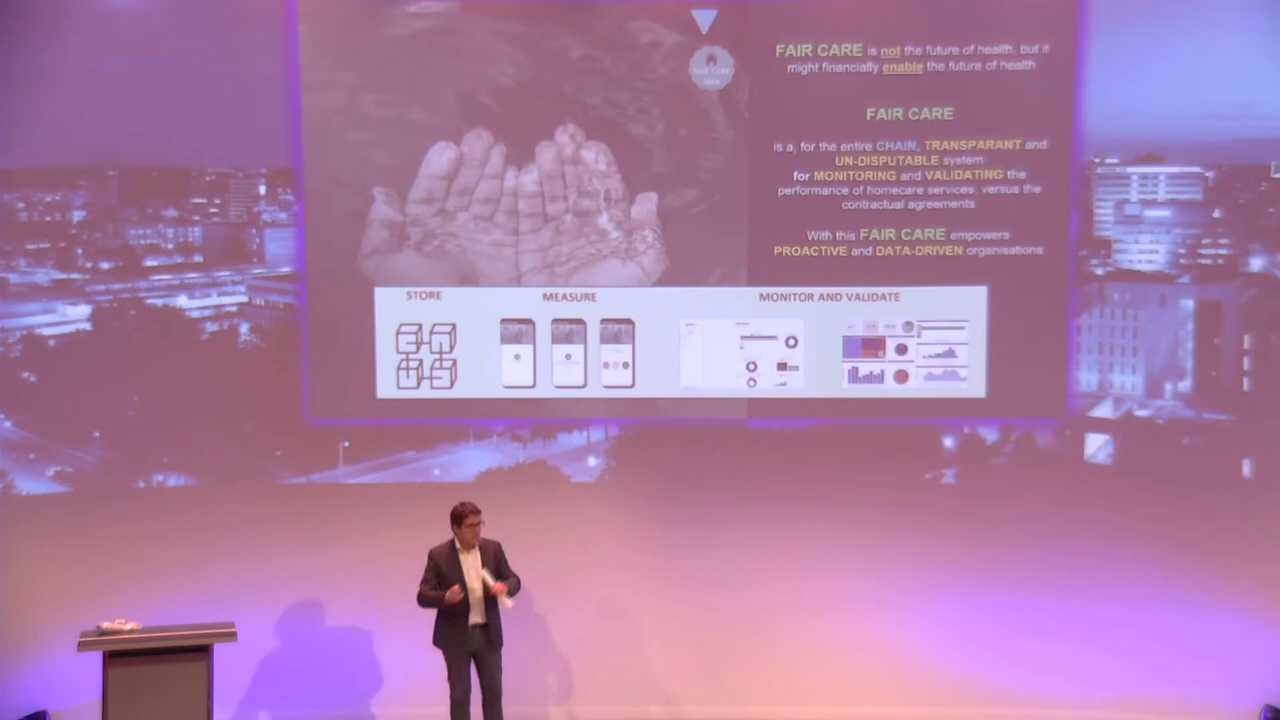 FAIR CARE is not the future of health, but it
might financially enable the future of health
FAIR CARE
FAIR CARE
is a, for the entire CHAIN, TRANSPARANT and
UN-DISPUTABLE system
for MONITORING and VALIDATING the
performance of homecare services, versus the
contractual agreements
With this FAIR CARE empowers
PROACTIVE and DATA-DRIVEN organisations
STORE
MEASURE
MONITOR AND VALIDATE